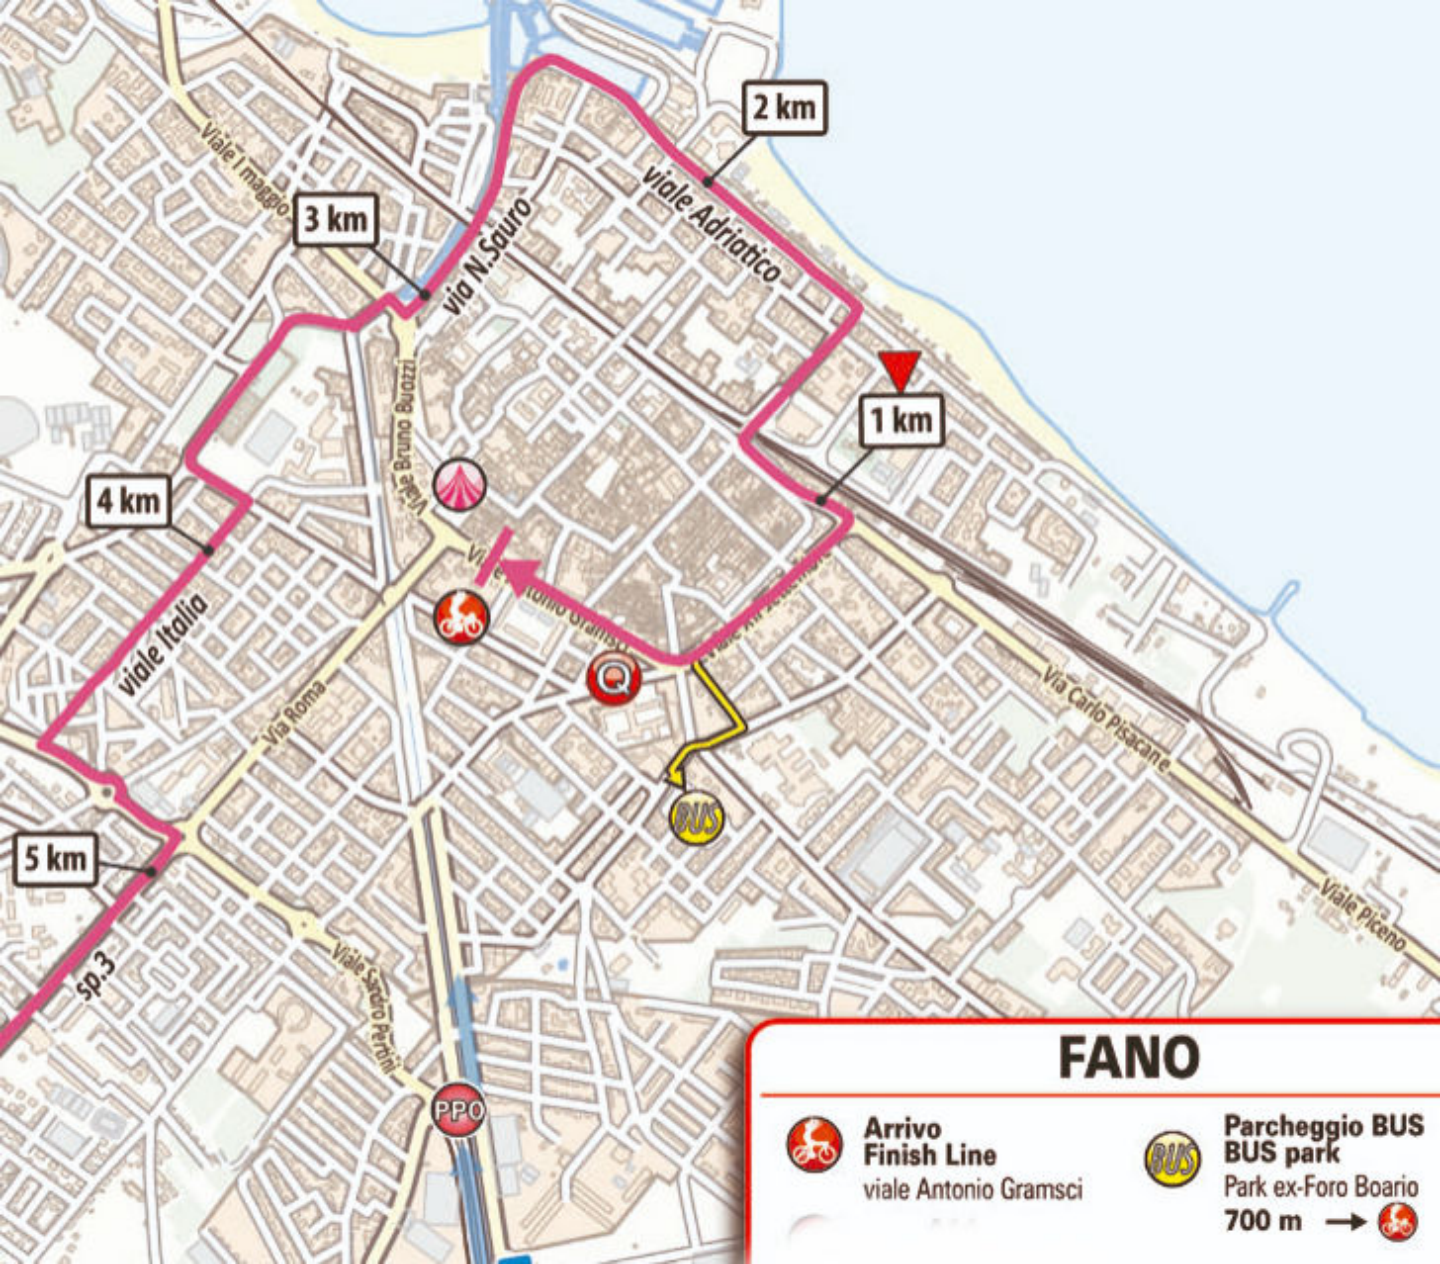 2 km
Viale I maggio
viale Adriatico
3 km
via N.Sauro
1 km
Viale Bruno Buozzi
4 km
viale Italia
Via Roma
Q
BUS
Via Carlo Pisacane
5 km
Viale Piceno
sp.3
Viale Sandro Pertini
PPO
FANO
Arrivo
Finish Line
viale Antonio Gramsci
BUS
Parcheggio BUS
BUS park
Park ex-Foro Boario
700 m